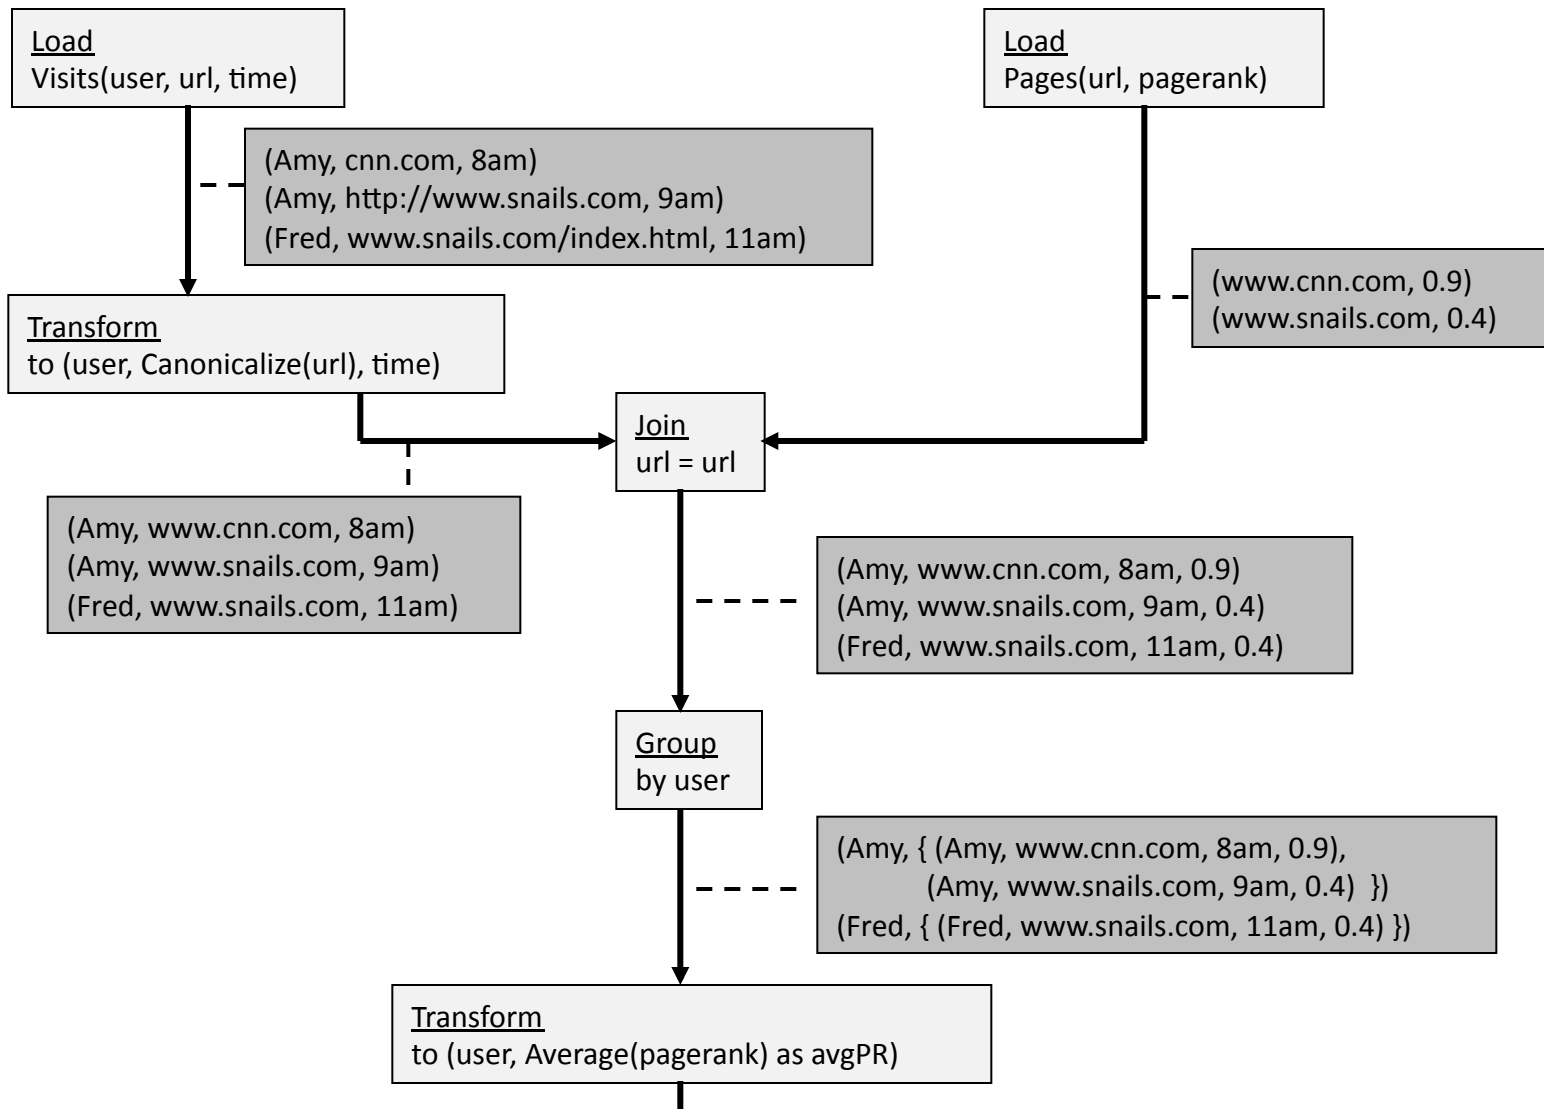 Load
Visits(user, url, time)
Load
Pages(url, pagerank)
(Amy, cnn.com, 8am)
(Amy, http://www.snails.com, 9am)
(Fred, www.snails.com/index.html, 11am)
(www.cnn.com, 0.9)
(www.snails.com, 0.4)
Transform
to (user, Canonicalize(url), time)
Join
url = url
(Amy, www.cnn.com, 8am)
(Amy, www.snails.com, 9am)
(Fred, www.snails.com, 11am)
(Amy, www.cnn.com, 8am, 0.9)
(Amy, www.snails.com, 9am, 0.4)
(Fred, www.snails.com, 11am, 0.4)
Group
by user
(Amy, { (Amy, www.cnn.com, 8am, 0.9),
(Amy, www.snails.com, 9am, 0.4) })
(Fred, { (Fred, www.snails.com, 11am, 0.4) })
Transform
to (user, Average(pagerank) as avgPR)